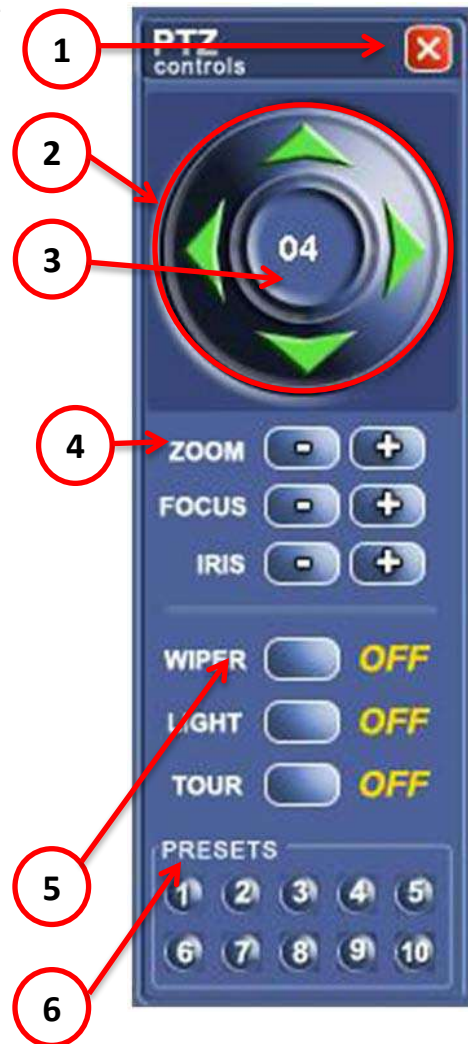 1
PTZ
controls
2
04
3
4
ZOOM - +
FOCUS - +
IRIS - +
WIPER OFF
LIGHT OFF
TOUR OFF
PRESETS
5
1 2 3 4 5
6 7 8 9 10
6